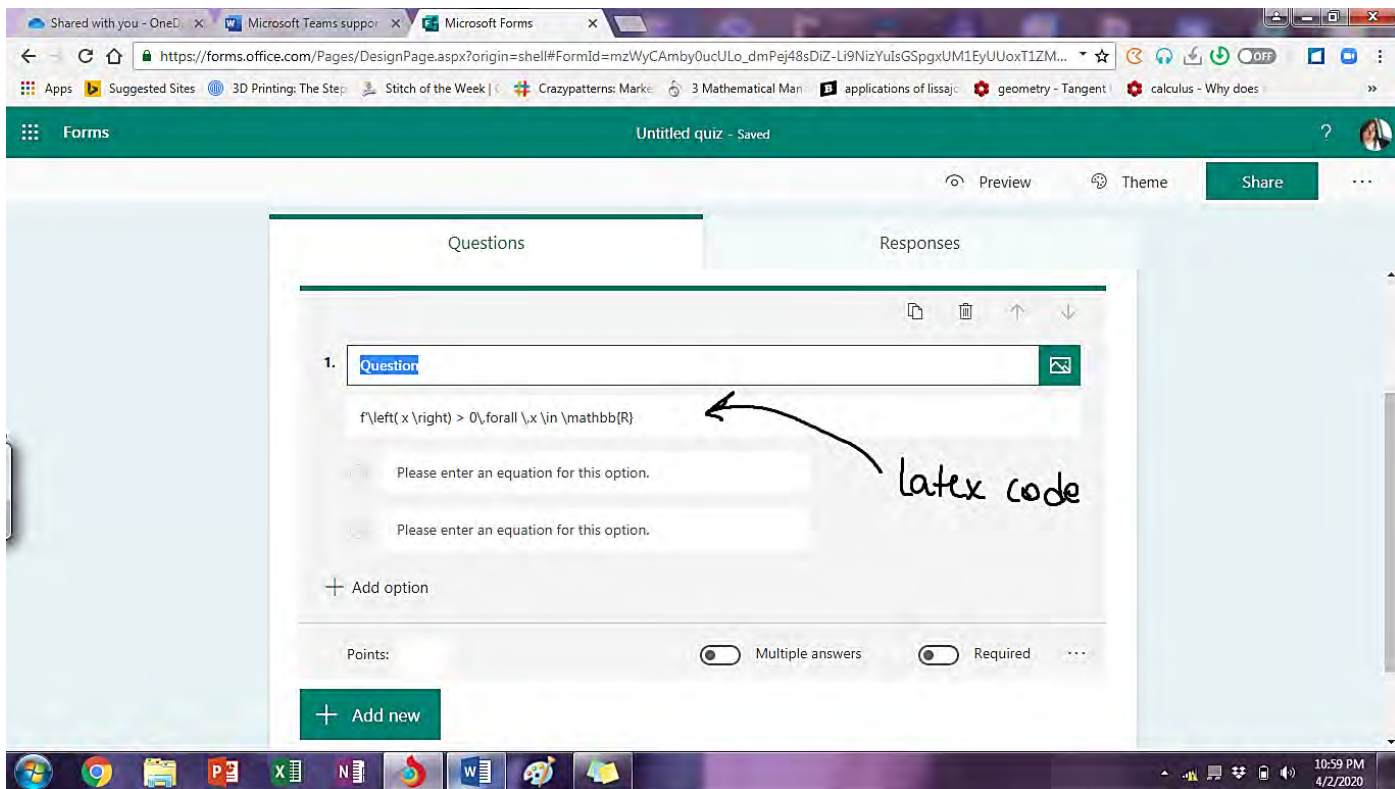 Shared with you - OneD
Microsoft Teams suppor
Microsoft Forms
https://forms.office.com/Pages/DesignPage.aspx?origin=shell#FormId=mzWyCAmby0ucULo_dmPej48sDiZ-Li9NizYuIsGSpgxUM1EyUUoxT1ZM...
OFF
Apps
Suggested Sites
3D Printing: The Step
Stitch of the Week |
Crazypatterns: Marke
3 Mathematical Man
applications of lissajo
geometry - Tangent
calculus - Why does
»
Forms
Untitled quiz - Saved
?
Preview
Theme
Share
...
Questions
Responses
1.
Question
f'\left( x \right) > 0\,forall \,x \in \mathbb{R}
latex code
Please enter an equation for this option.
Please enter an equation for this option.
+ Add option
Points:
Multiple answers
Required
...
+ Add new
10:59 PM
4/2/2020